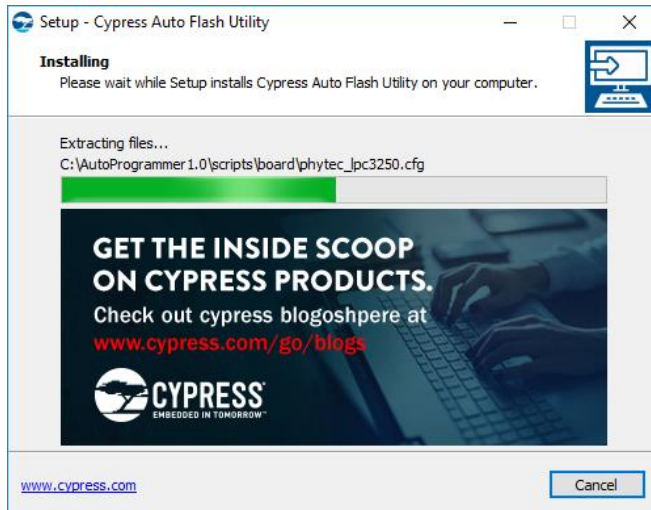 Setup - Cypress Auto Flash Utility
Installing
Please wait while Setup installs Cypress Auto Flash Utility on your computer.
Extracting files...
C:\AutoProgrammer1.0\scripts\board\phytec_lpc3250.cfg
GET THE INSIDE SCOOP
ON CYPRESS PRODUCTS.
Check out cypress blogoshpere at
www.cypress.com/go/blogs
CYPRESS
EMBEDDED IN TOMORROW™
www.cypress.com
Cancel